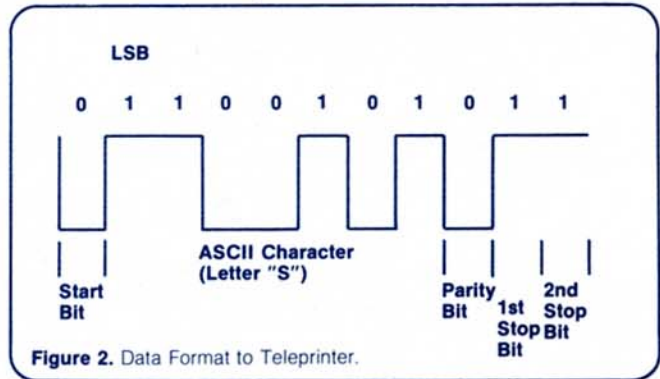 LSB
0 1 1 0 0 1 0 1 0 1 1
ASCII Character
(Letter "S")
Start
Bit
Parity
Bit
1st
Stop
Bit
2nd
Stop
Bit
Figure 2. Data Format to Teleprinter.